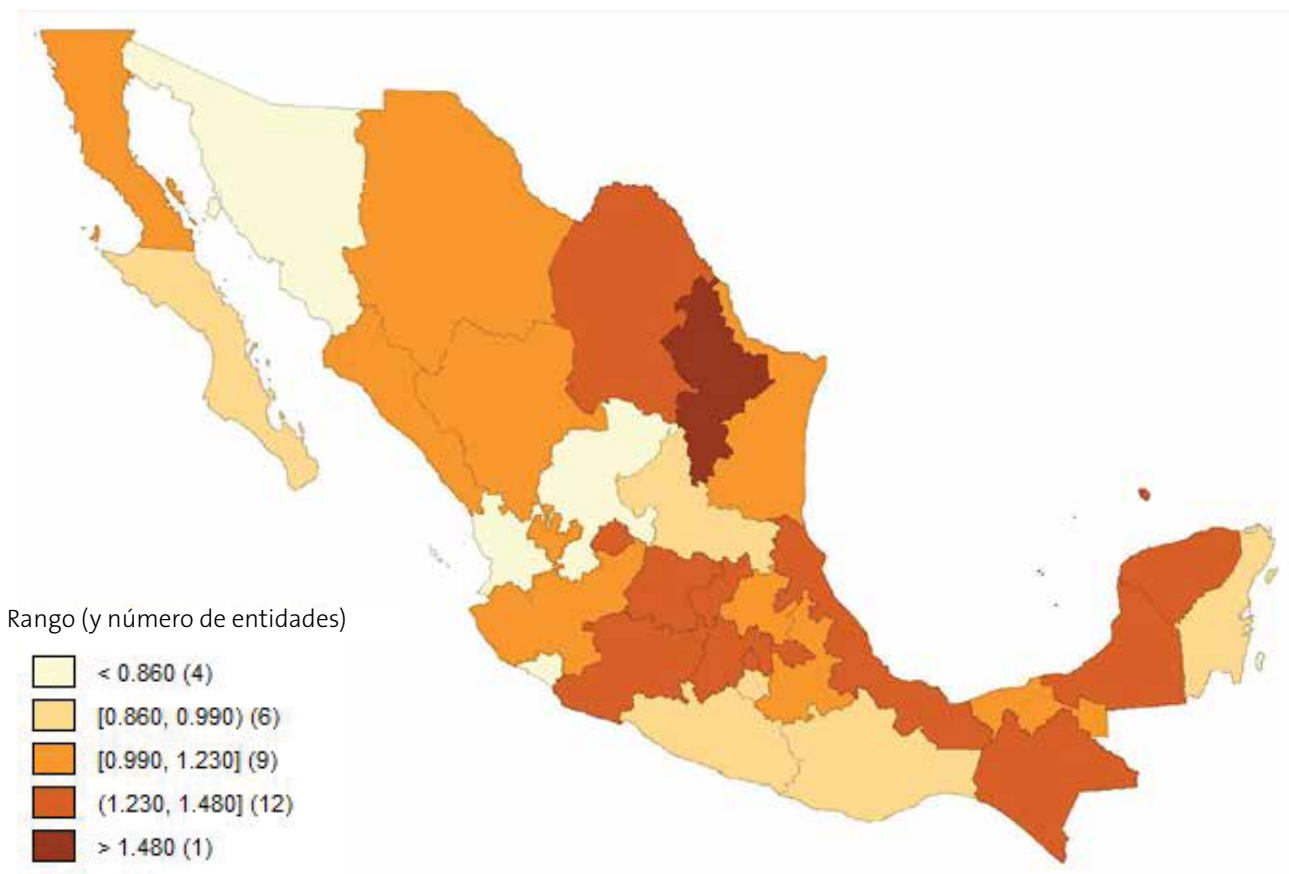 Rango (y número de entidades)
< 0.860 (4)
[0.860, 0.990) (6)
[0.990, 1.230] (9)
(1.230, 1.480] (12)
> 1.480 (1)